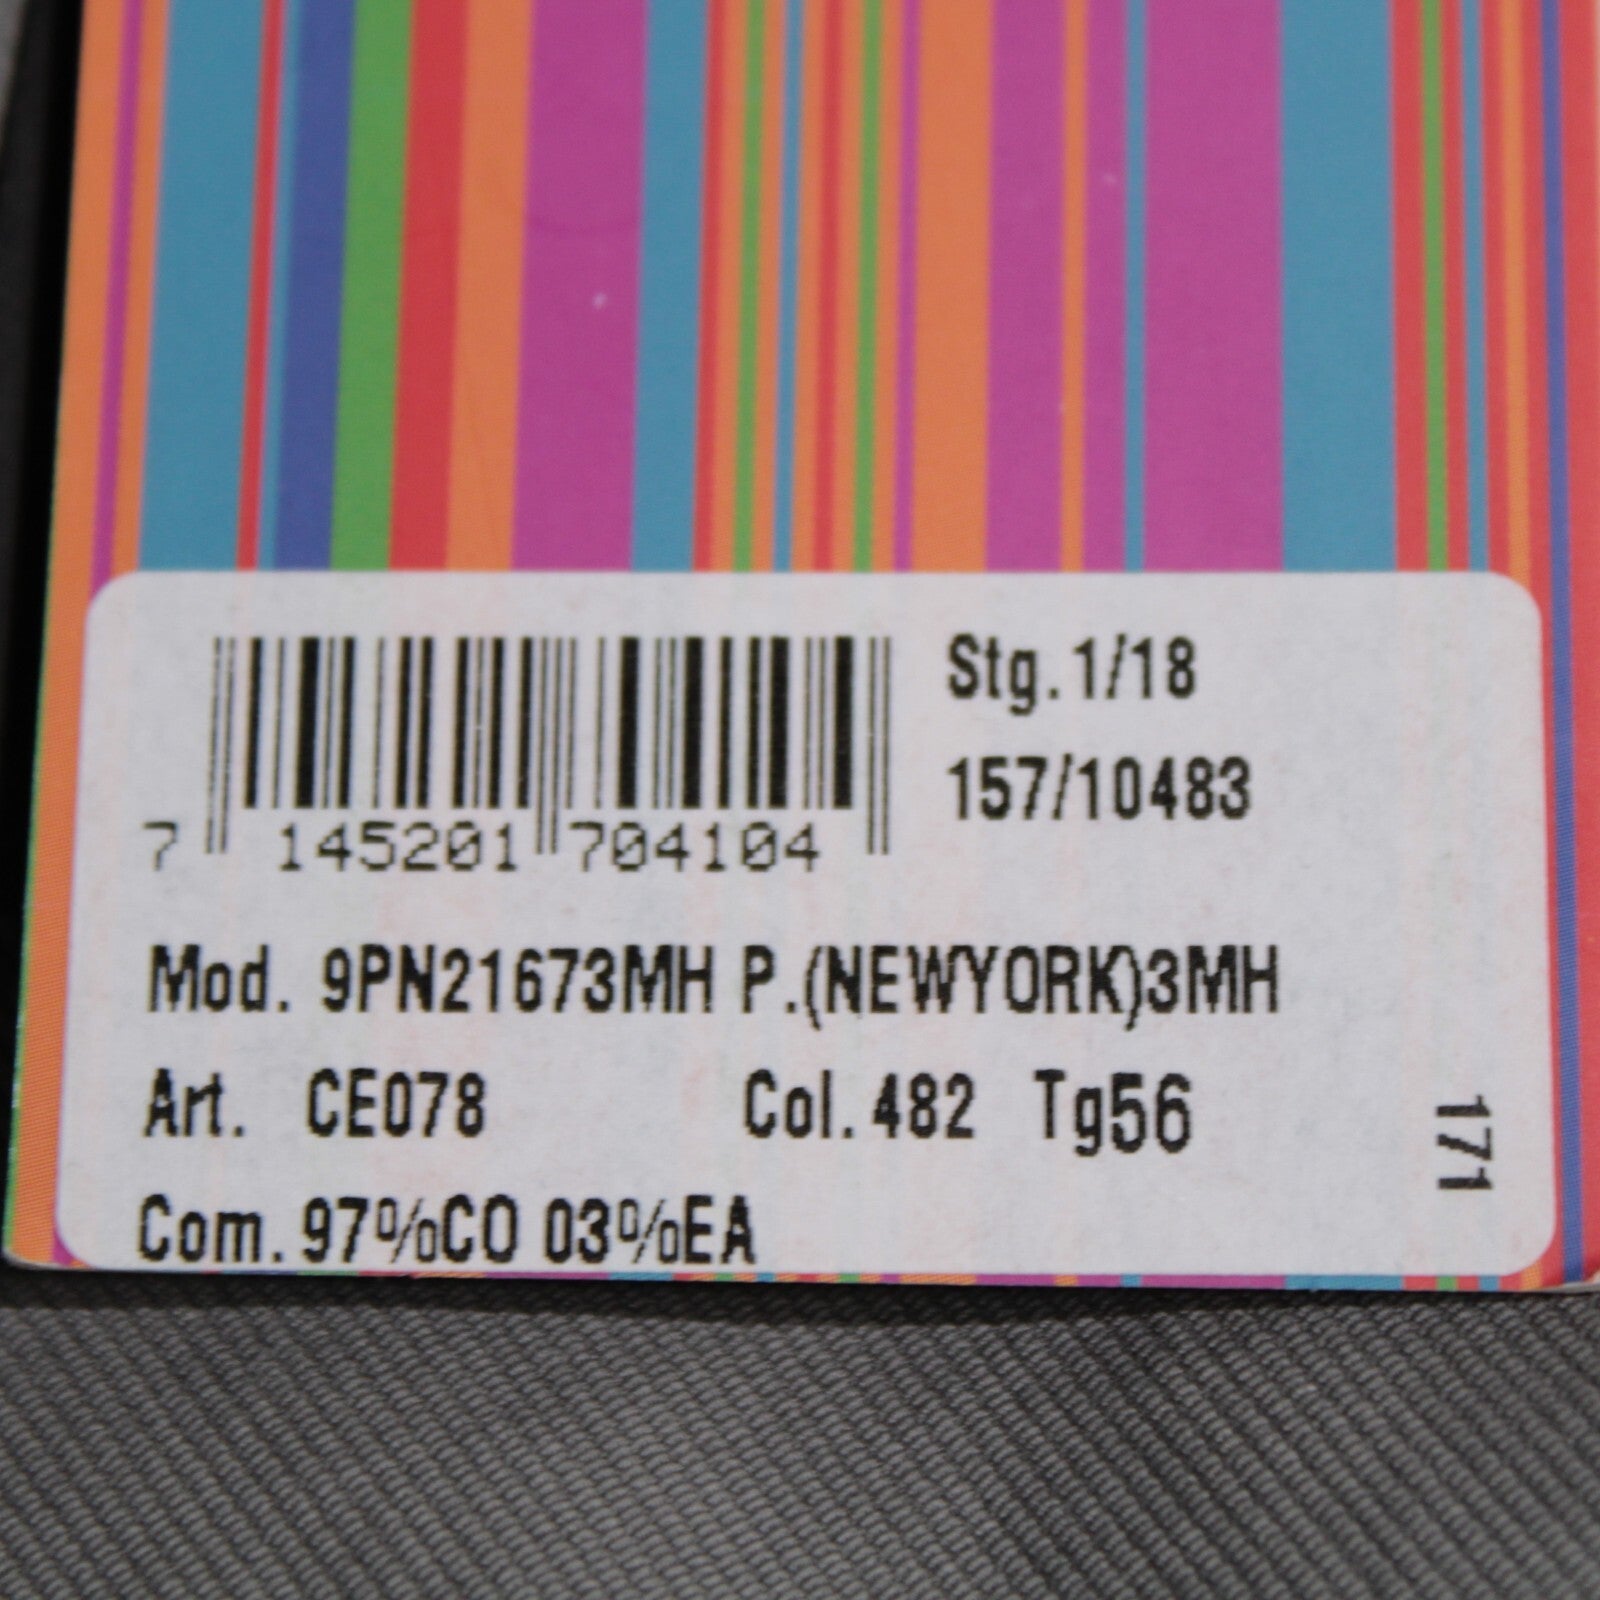 Stg.1/18
157/10483
7 145201 704104
Mod. 9PN21673MH P.(NEWYORK)3MH
Art. CE078 Col.482 Tg56
171
Com.97%CO 03%EA